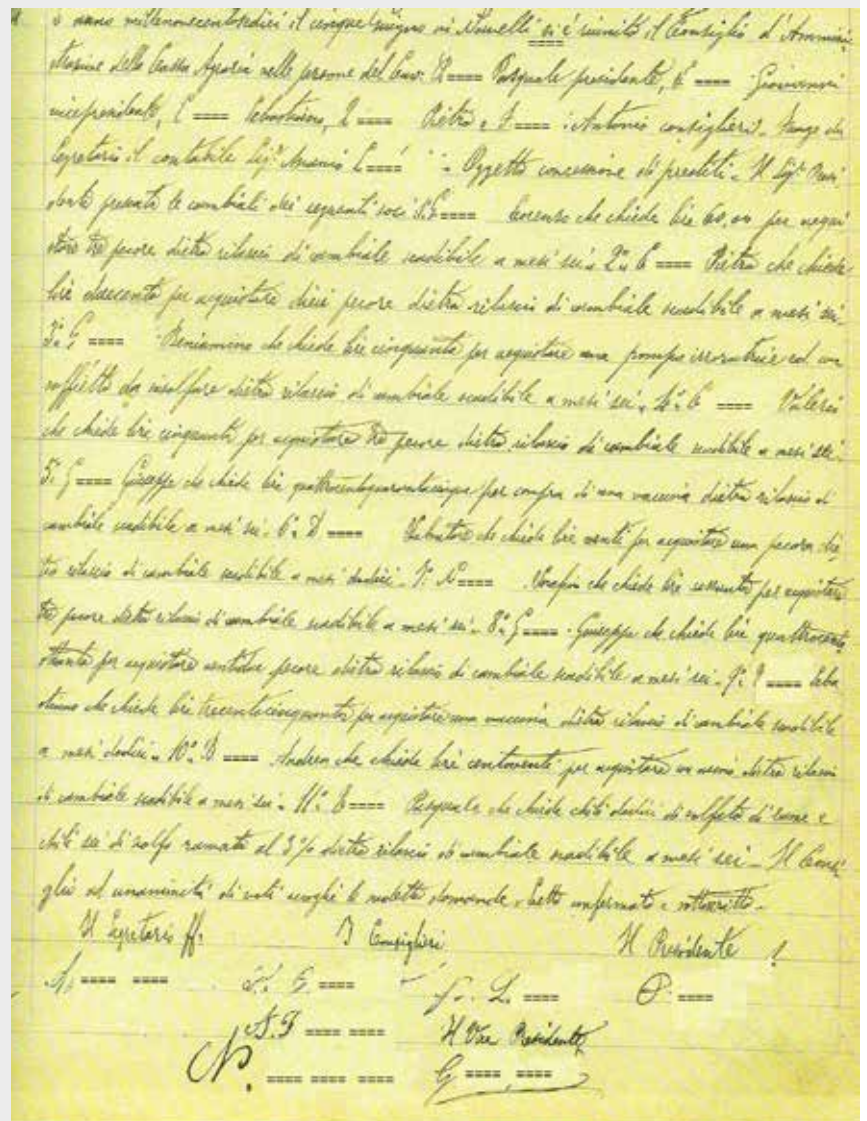 anno millenovecentosedici il cinque Giugno in Nurelli si è riunito il Consiglio d'Ammini
strazione della Cassa Agraria nelle persone del Cav. R ==== Pasquale presidente, C ==== Giovanni
vicepresidente, C ==== Sebastiano, L ==== Pietro e F ==== Antonio consiglieri. Funge da
Segretario il contabile Sig. ==== Oggetto concessione di prestiti. Il Sig. Presi
dente presenta le cambiali dei seguenti soci 1° E ==== Lorenzo che chiede lire 60,00 per acqui
stare tre pecore dietro rilascio di cambiale scadibile a mesi sei. 2° C ==== Pietro che chiede
lire duecento per acquistare dieci pecore dietro rilascio di cambiale scadibile a mesi sei.
3° G ==== Beniamino che chiede lire cinquanta per acquistare una pompa irroratrice ed un
soffietto da insolfare dietro rilascio di cambiale scadibile a mesi sei. 4° C ==== Valerio
che chiede lire cinquanta per acquistare tre pecore dietro rilascio di cambiale scadibile a mesi sei.
5° G ==== Giuseppe che chiede lire quattrocentoquarantacinque per compra di una vaccina dietro rilascio di
cambiale scadibile a mesi sei. 6° D ==== Salvatore che chiede lire venti per acquistare una pecora die
tro rilascio di cambiale scadibile a mesi dodici. 7° N ==== che chiede lire sessanta per acquistare
tre pecore dietro rilascio di cambiale scadibile a mesi sei. 8° G ==== Giuseppe che chiede lire quattrocento
ottanta per acquistare ventidue pecore dietro rilascio di cambiale scadibile a mesi sei. 9° P ==== Seba
stiano che chiede lire trecentocinquanta per acquistare una vaccina dietro rilascio di cambiale scadibile
a mesi dodici. 10° D ==== Andrea che chiede lire centoventi per acquistare un dietro rilascio
di cambiale scadibile a mesi sei. 11° E ==== Pasquale che chiede chili dodici di solfato di rame e
chili sei di zolfo ramato al 3% dietro rilascio di cambiale scadibile a mesi sei. Il Consi
glio ad unanimità di voti accoglie le suddette domande. Letto confermato e sottoscritto.
Il Segretario ff. I Consiglieri Il Presidente
==== ==== ==== L. ==== P. ====
==== ==== Il Vice Presidente
==== ==== ==== G ==== ====